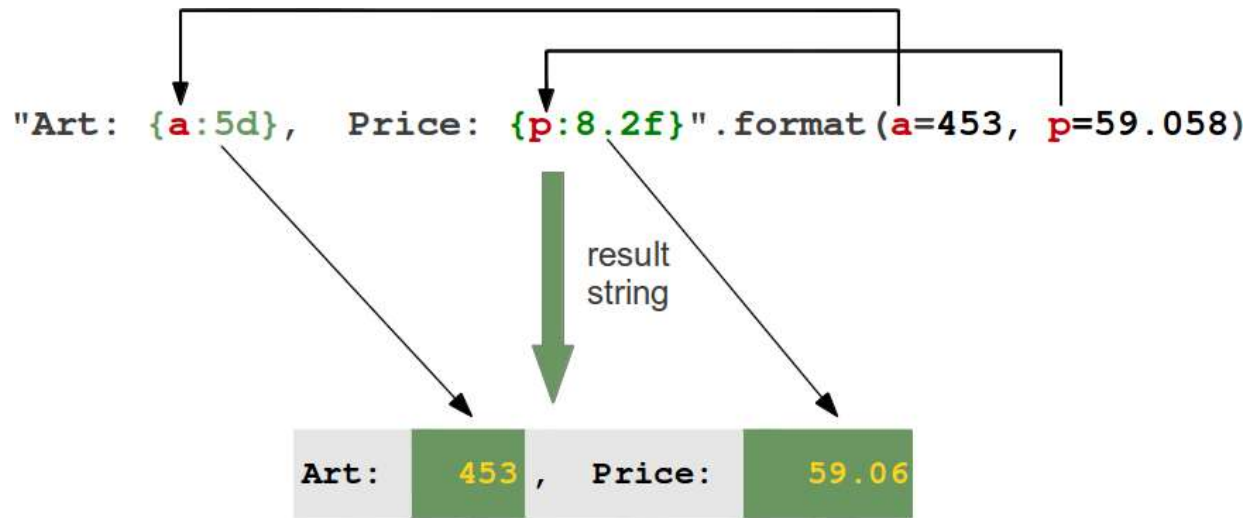 "Art: {a:5d},  Price: {p:8.2f}".format(a=453, p=59.058)
result
string
Art:   453,  Price:    59.06